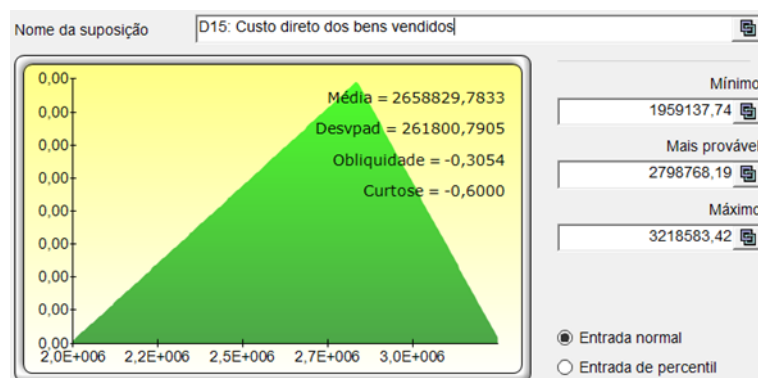 Nome da suposição
D15: Custo direto dos bens vendidos
0,00
Média = 2658829,7833
Desvpad = 261800,7905
Obliquidade = -0,3054
Curtose = -0,6000
0,00
0,00
0,00
0,00
0,00
0,00
0,00
0,00
2,0E+006 2,2E+006 2,5E+006 2,7E+006 3,0E+006
Mínimo
1959137,74
Mais provável
2798768,19
Máximo
3218583,42
Entrada normal
Entrada de percentil